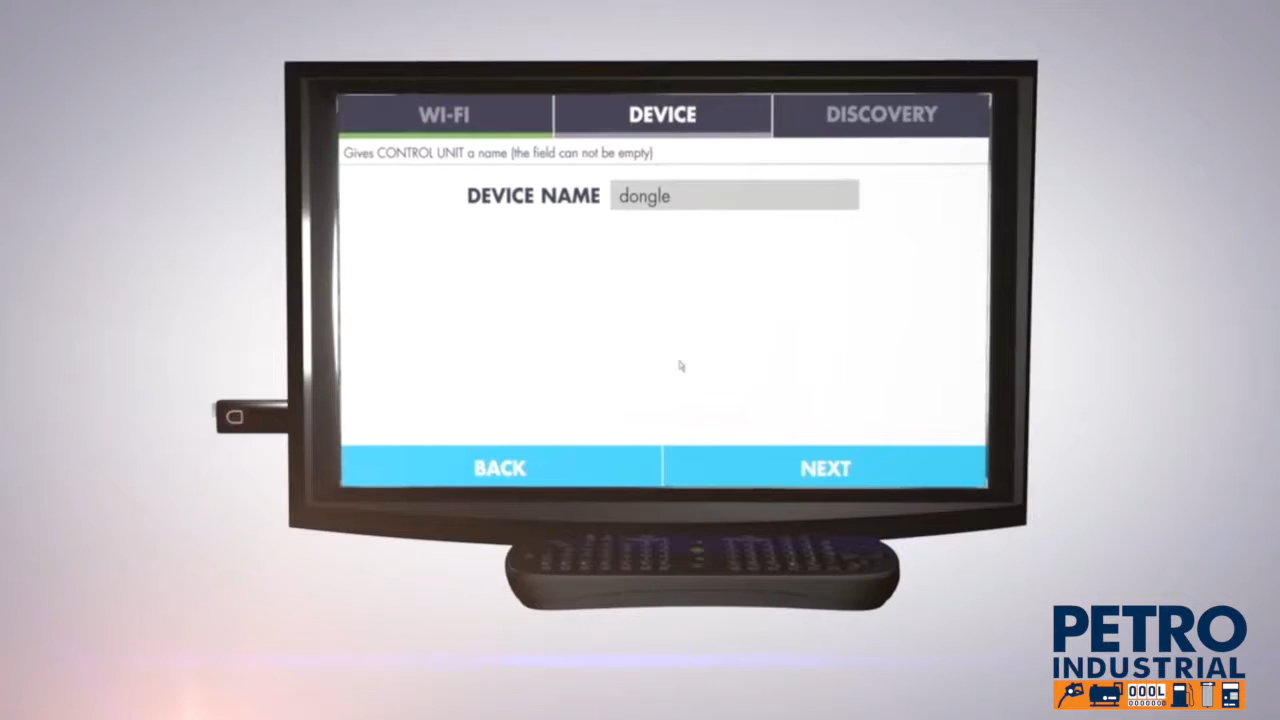 WI-FI
DEVICE
DISCOVERY
Gives CONTROL UNIT a name (the field can not be empty)
DEVICE NAME
dongle
BACK
NEXT
PETRO
INDUSTRIAL
000L